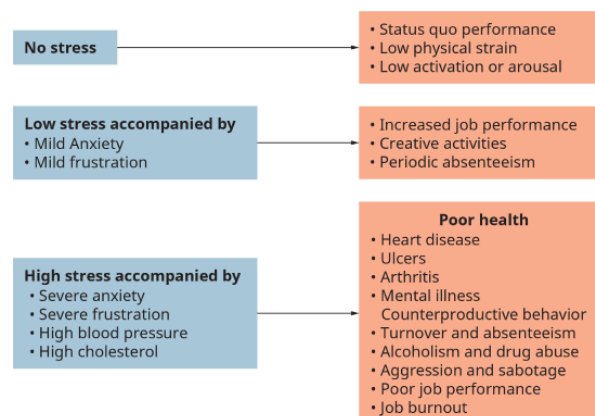 No stress
• Status quo performance
• Low physical strain
• Low activation or arousal
Low stress accompanied by
• Mild Anxiety
• Mild frustration
• Increased job performance
• Creative activities
• Periodic absenteeism
High stress accompanied by
• Severe anxiety
• Severe frustration
• High blood pressure
• High cholesterol
Poor health
• Heart disease
• Ulcers
• Arthritis
• Mental illness
Counterproductive behavior
• Turnover and absenteeism
• Alcoholism and drug abuse
• Aggression and sabotage
• Poor job performance
• Job burnout